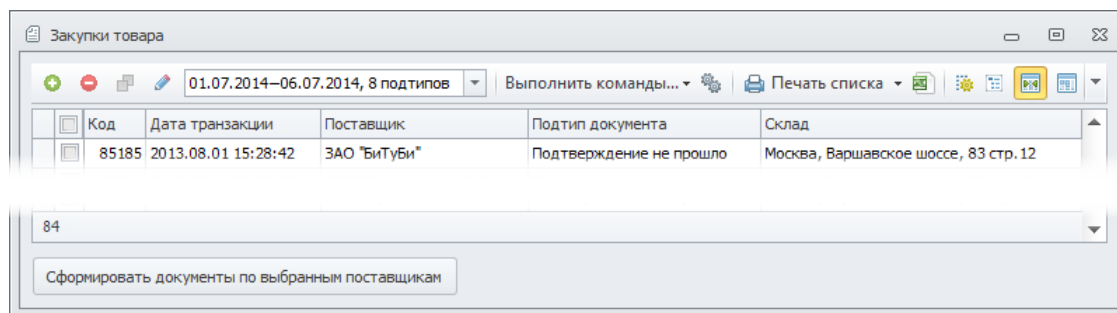 Закупки товара
01.07.2014—06.07.2014, 8 подтипов Выполнить команды... Печать списка
Код Дата транзакции Поставщик Подтип документа Склад
85185 2013.08.01 15:28:42 ЗАО "БиТуБи" Подтверждение не прошло Москва, Варшавское шоссе, 83 стр.12
84
Сформировать документы по выбранным поставщикам